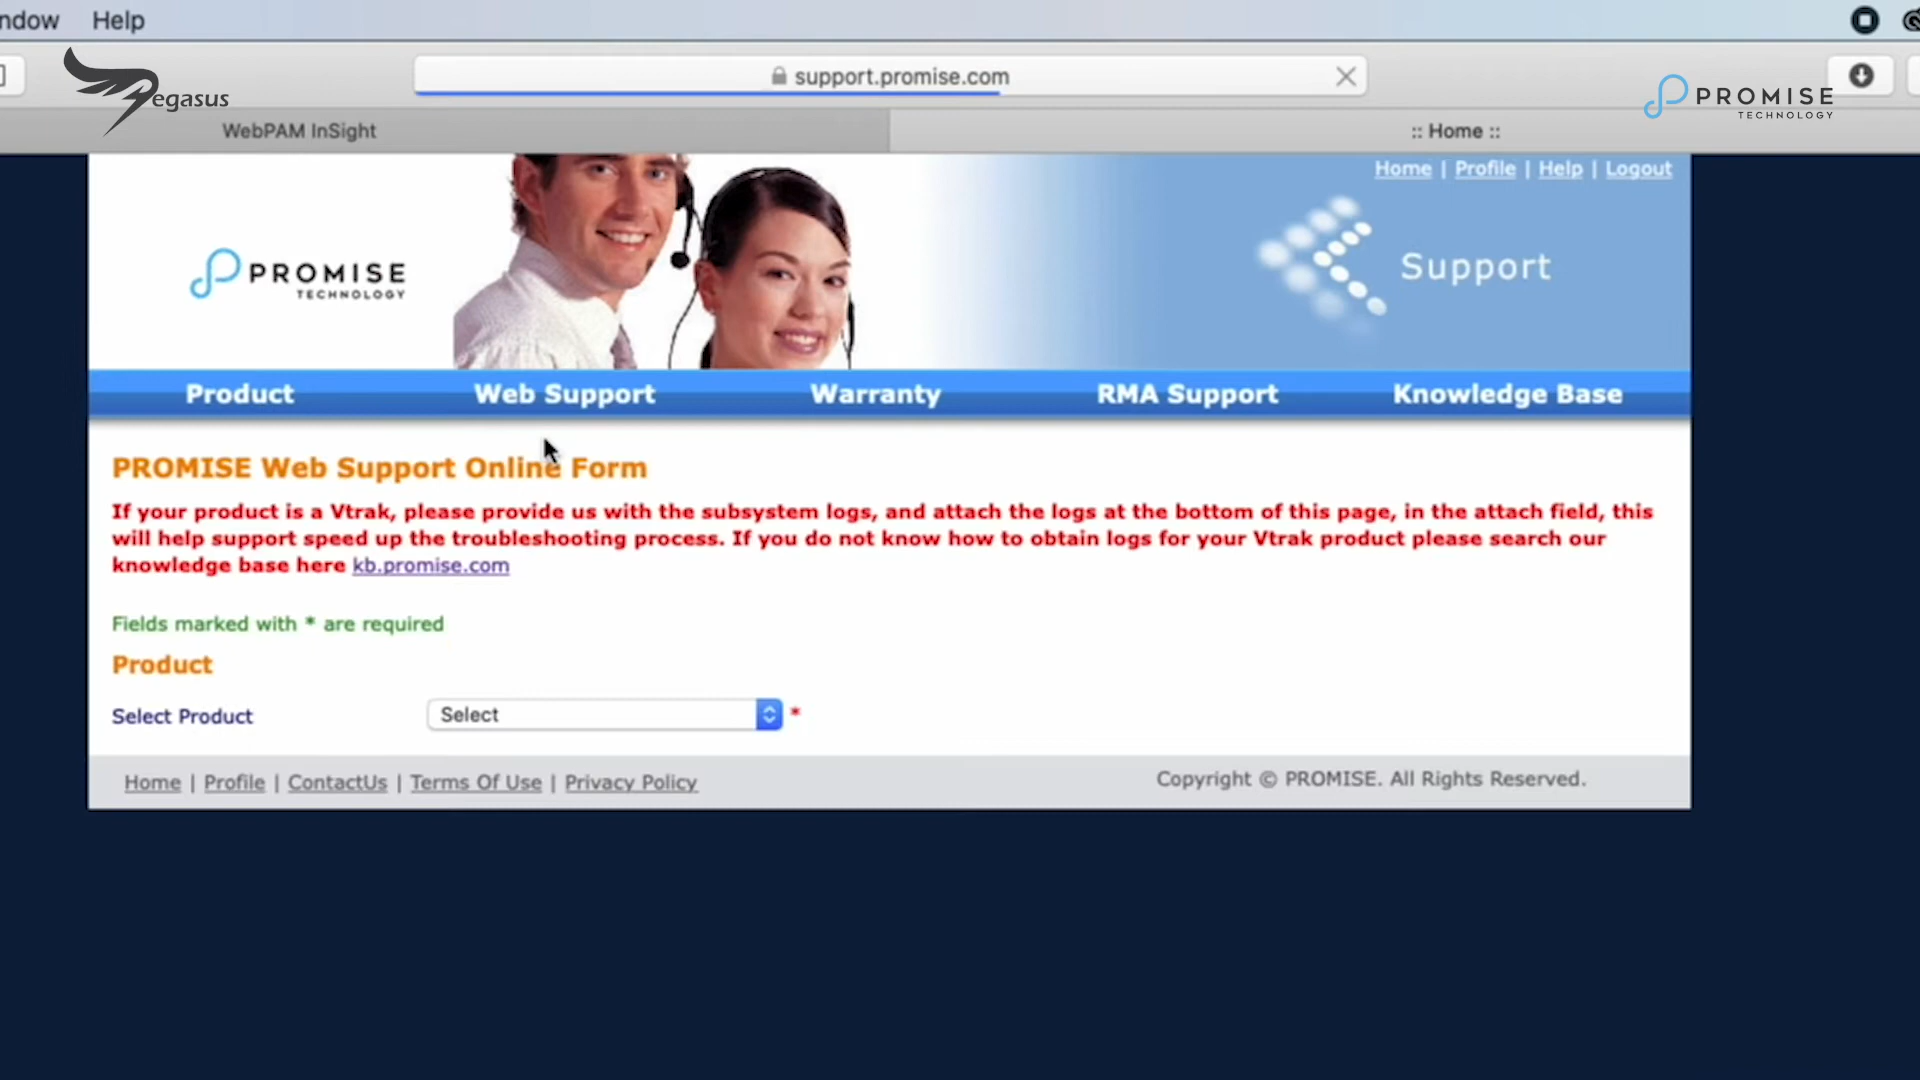 Help
support.promise.com
egasus
PROMISE
TECHNOLOGY
WebPAM InSight
:: Home ::
Home | Profile | Help | Logout
PROMISE
TECHNOLOGY
Support
Product
Web Support
Warranty
RMA Support
Knowledge Base
PROMISE Web Support Online Form
If your product is a Vtrak, please provide us with the subsystem logs, and attach the logs at the bottom of this page, in the attach field, this
will help support speed up the troubleshooting process. If you do not know how to obtain logs for your Vtrak product please search our
knowledge base here kb.promise.com
Fields marked with * are required
Product
Select Product
Select
*
Home | Profile | ContactUs | Terms Of Use | Privacy Policy
Copyright © PROMISE. All Rights Reserved.